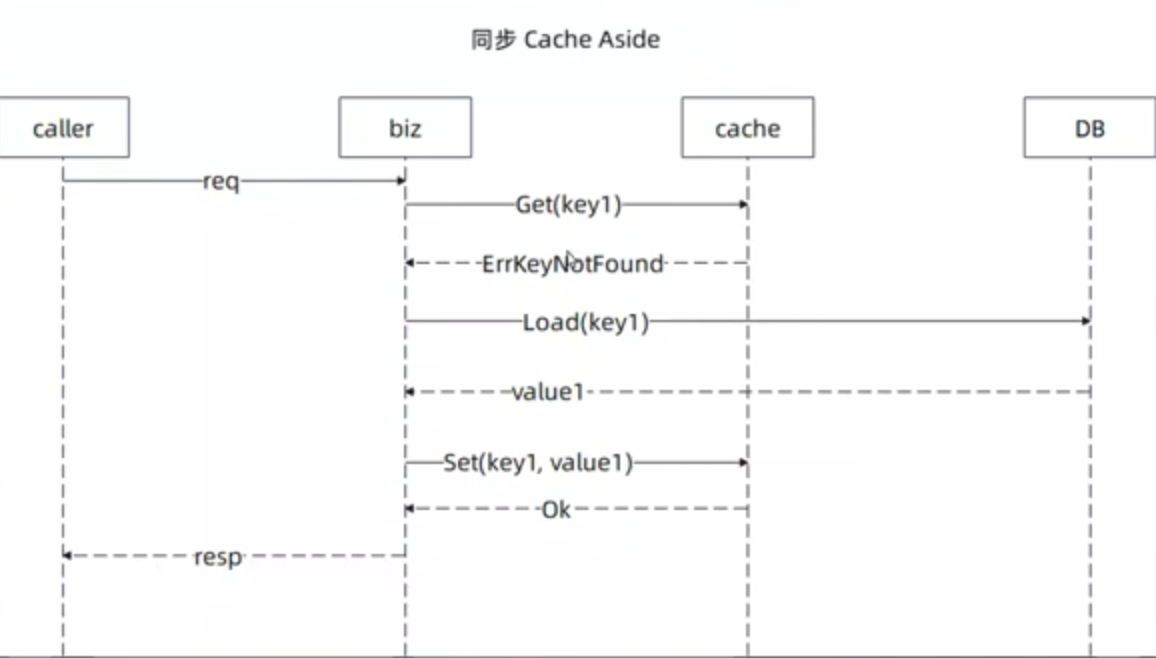 同步 Cache Aside
caller
biz
cache
DB
req
Get(key1)
ErrKeyNotFound
Load(key1)
value1
Set(key1, value1)
Ok
resp